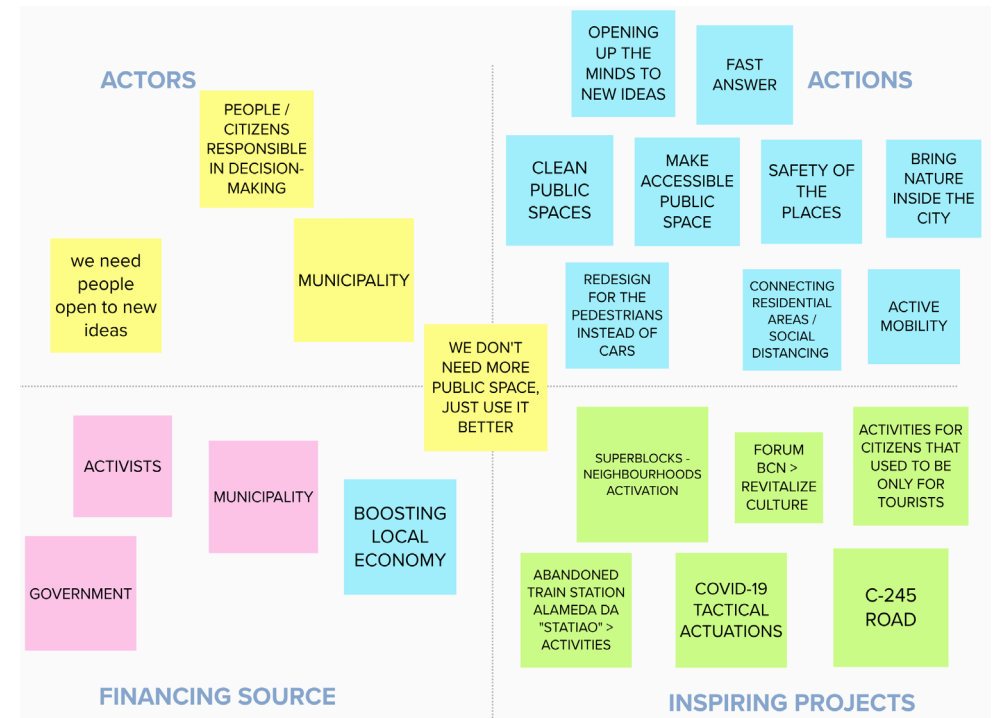 ACTORS
PEOPLE /
CITIZENS
RESPONSIBLE
IN DECISION-
MAKING
we need
people
open to new
ideas
MUNICIPALITY
WE DON'T
NEED MORE
PUBLIC SPACE,
JUST USE IT
BETTER
ACTIONS
OPENING
UP THE
MINDS TO
NEW IDEAS
FAST
ANSWER
CLEAN
PUBLIC
SPACES
MAKE
ACCESSIBLE
PUBLIC
SPACE
SAFETY OF
THE
PLACES
BRING
NATURE
INSIDE THE
CITY
REDESIGN
FOR THE
PEDESTRIANS
INSTEAD OF
CARS
CONNECTING
RESIDENTIAL
AREAS /
SOCIAL
DISTANCING
ACTIVE
MOBILITY
ACTIVISTS
MUNICIPALITY
BOOSTING
LOCAL
ECONOMY
GOVERNMENT
FINANCING SOURCE
SUPERBLOCKS -
NEIGHBOURHOODS
ACTIVATION
FORUM
BCN >
REVITALIZE
CULTURE
ACTIVITIES FOR
CITIZENS THAT
USED TO BE
ONLY FOR
TOURISTS
ABANDONED
TRAIN STATION
ALAMEDA DA
"STATIAO" >
ACTIVITIES
COVID-19
TACTICAL
ACTUATIONS
C-245
ROAD
INSPIRING PROJECTS